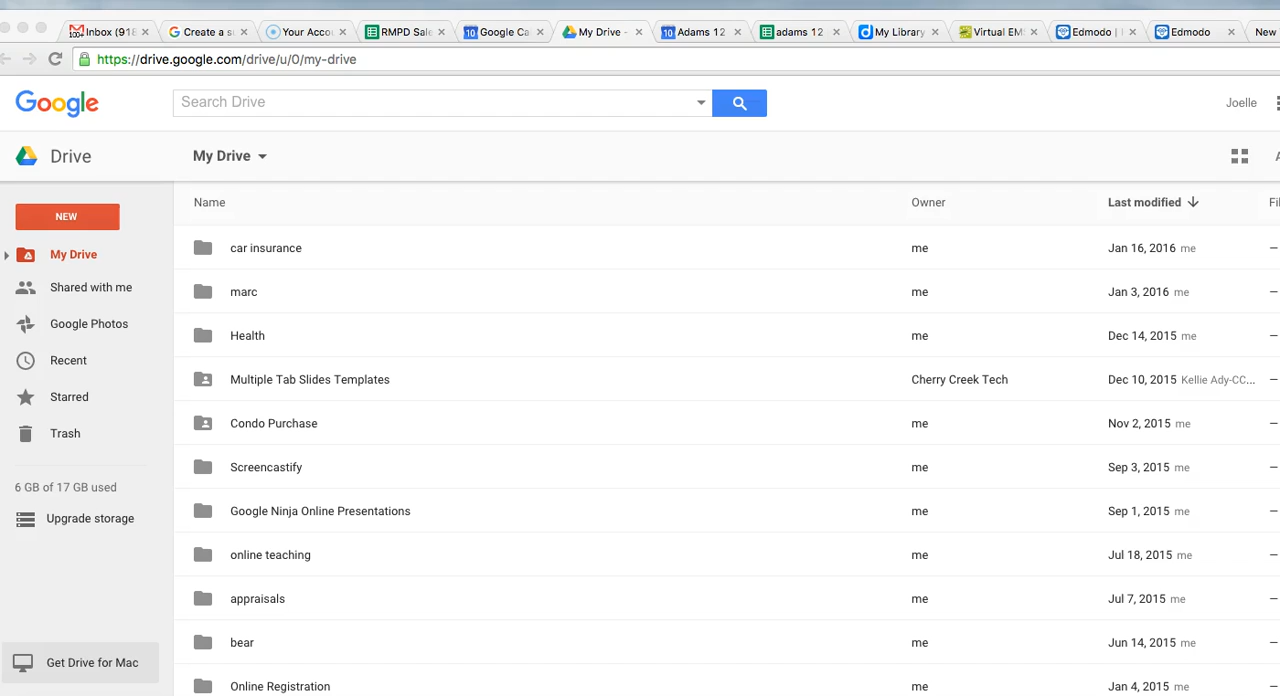 100+ Inbox (918 Create a s Your Acco RMPD Sale 10 Google Ca My Drive - 10 Adams 12 adams 12 My Library Virtual EM Edmodo | Edmodo New
https://drive.google.com/drive/u/0/my-drive
Google Search Drive Joelle
Drive My Drive
NEW
My Drive
Shared with me
Google Photos
Recent
Starred
Trash
6 GB of 17 GB used
Upgrade storage
Get Drive for Mac
Name Owner Last modified Fi
car insurance me Jan 16, 2016 me –
marc me Jan 3, 2016 me –
Health me Dec 14, 2015 me –
Multiple Tab Slides Templates Cherry Creek Tech Dec 10, 2015 Kellie Ady-CC... –
Condo Purchase me Nov 2, 2015 me –
Screencastify me Sep 3, 2015 me –
Google Ninja Online Presentations me Sep 1, 2015 me –
online teaching me Jul 18, 2015 me –
appraisals me Jul 7, 2015 me –
bear me Jun 14, 2015 me –
Online Registration me Jan 4, 2015 me –